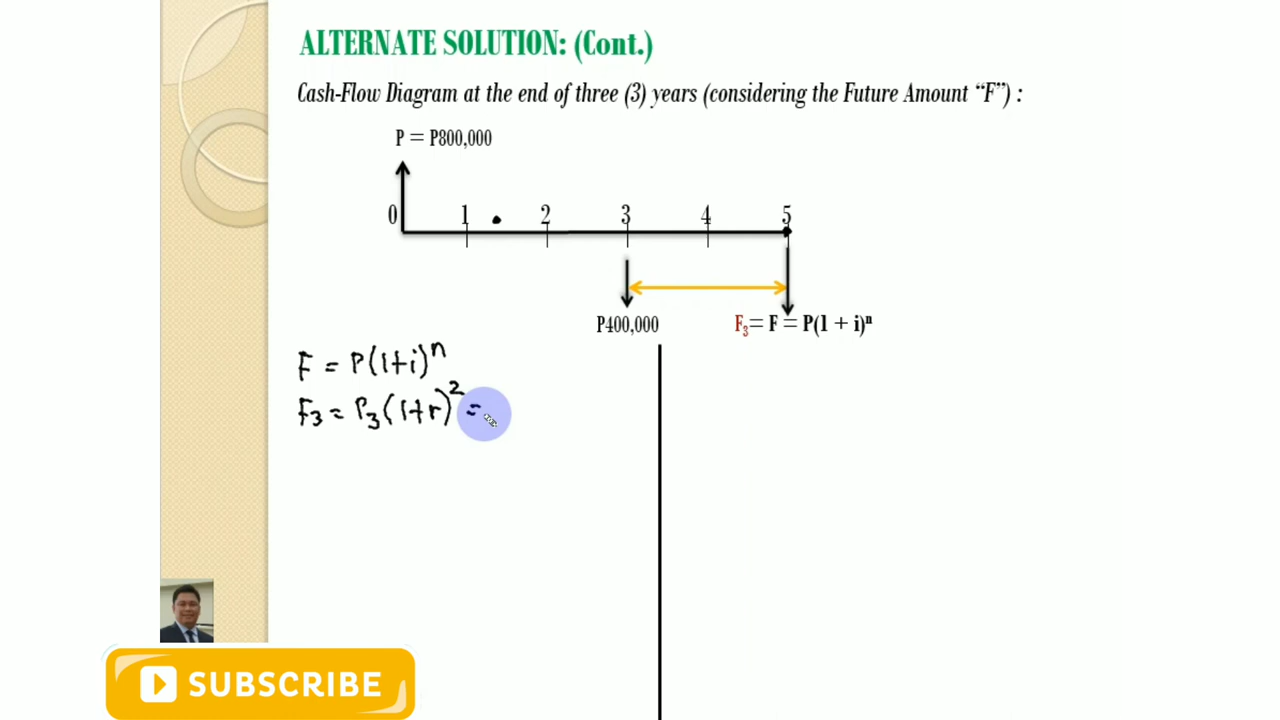 ALTERNATE SOLUTION: (Cont.)
Cash-Flow Diagram at the end of three (3) years (considering the Future Amount “F”) :
P = P800,000
0 1 2 3 4 5
P400,000
F₃= F = P(1 + i)ⁿ
F = P(1+i)ⁿ
F₃ = P₃(1+r)² =
SUBSCRIBE